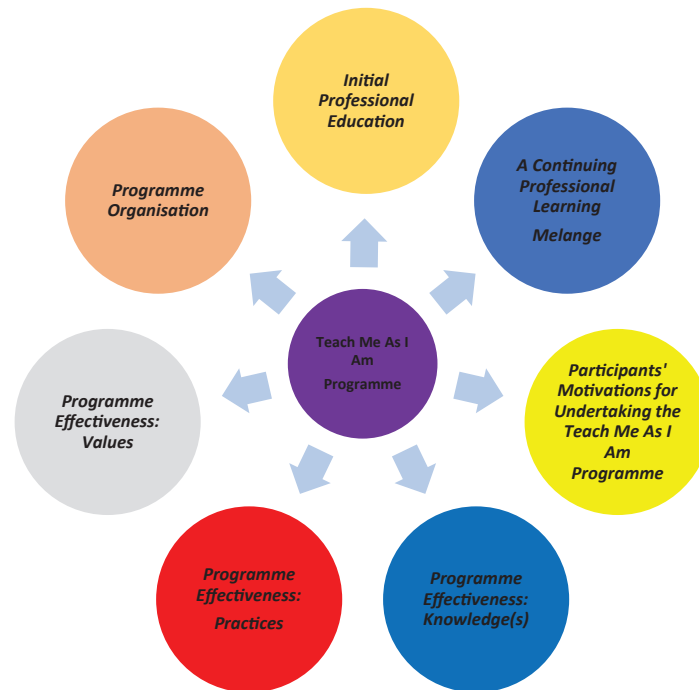 Initial
Professional
Education
A Continuing
Professional
Learning
Melange
Participants'
Motivations for
Undertaking the
Teach Me As I
Am
Programme
Programme
Effectiveness:
Knowledge(s)
Programme
Effectiveness:
Practices
Programme
Effectiveness:
Values
Programme
Organisation
Teach Me As I
Am
Programme